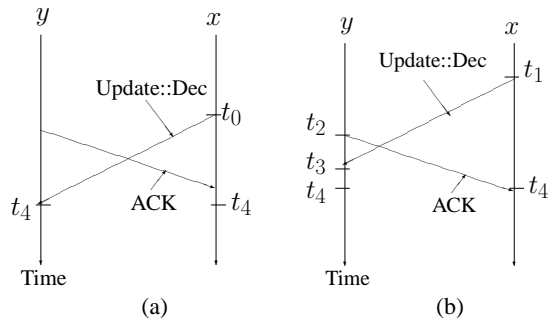 y x
Update::Dec
t0
t4 t4
ACK
Time
(a)
y x
Update::Dec
t1
t2
t3
t4 t4
ACK
Time
(b)